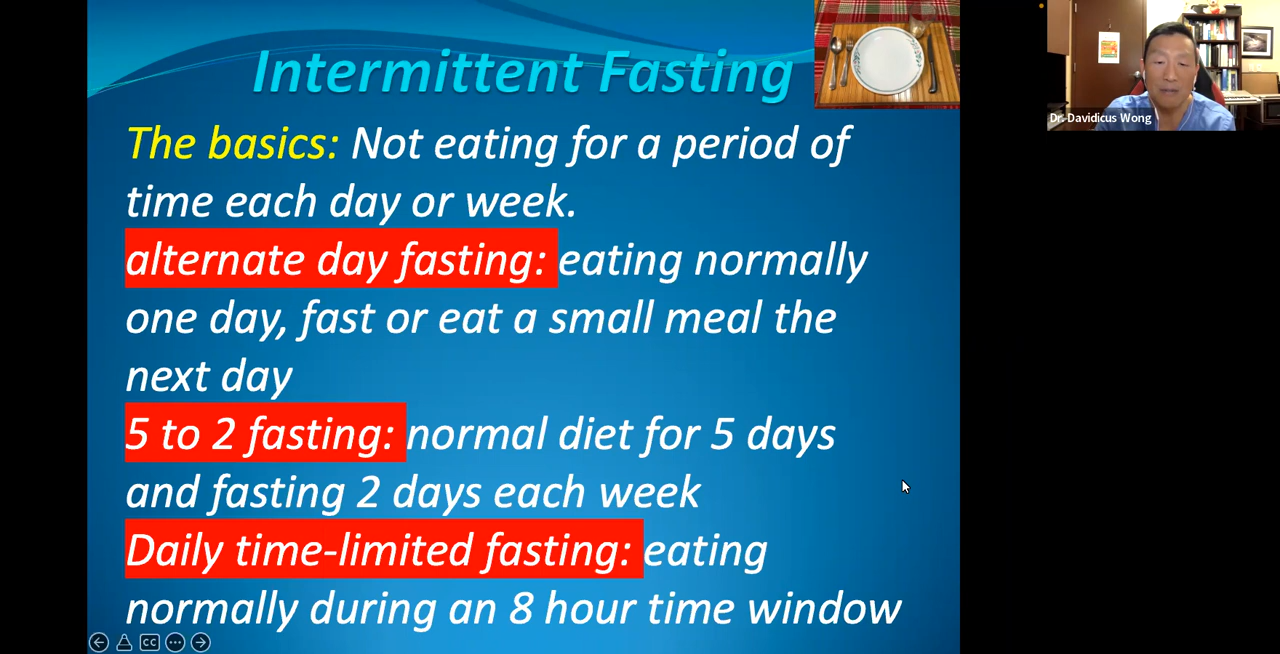 Intermittent Fasting
The basics: Not eating for a period of
time each day or week.
alternate day fasting: eating normally
one day, fast or eat a small meal the
next day
5 to 2 fasting: normal diet for 5 days
and fasting 2 days each week
Daily time-limited fasting: eating
normally during an 8 hour time window
CC
Dr. Davidicus Wong